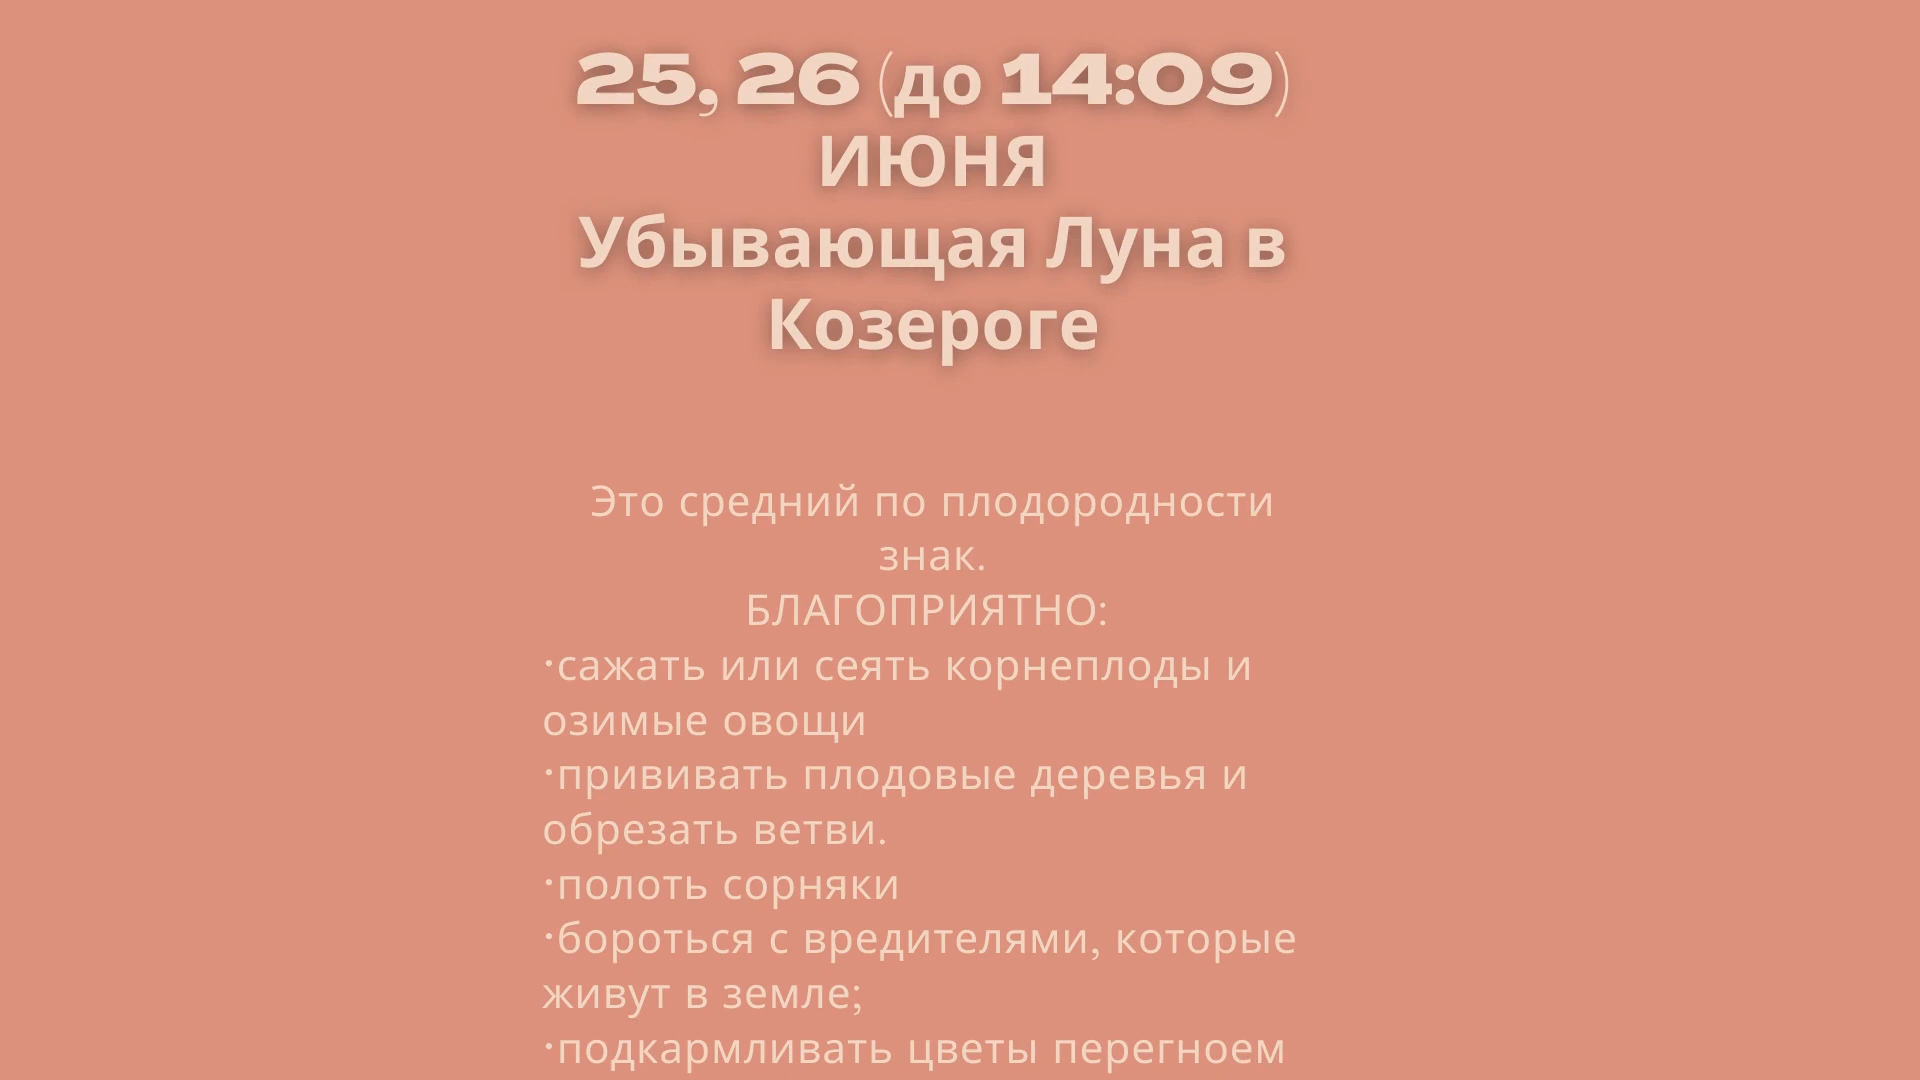 25, 26 (до 14:09)
ИЮНЯ
Убывающая Луна в
Козероге
Это средний по плодородности
знак.
БЛАГОПРИЯТНО:
·сажать или сеять корнеплоды и
озимые овощи
·прививать плодовые деревья и
обрезать ветви.
·полоть сорняки
·бороться с вредителями, которые
живут в земле;
·подкармливать цветы перегноем